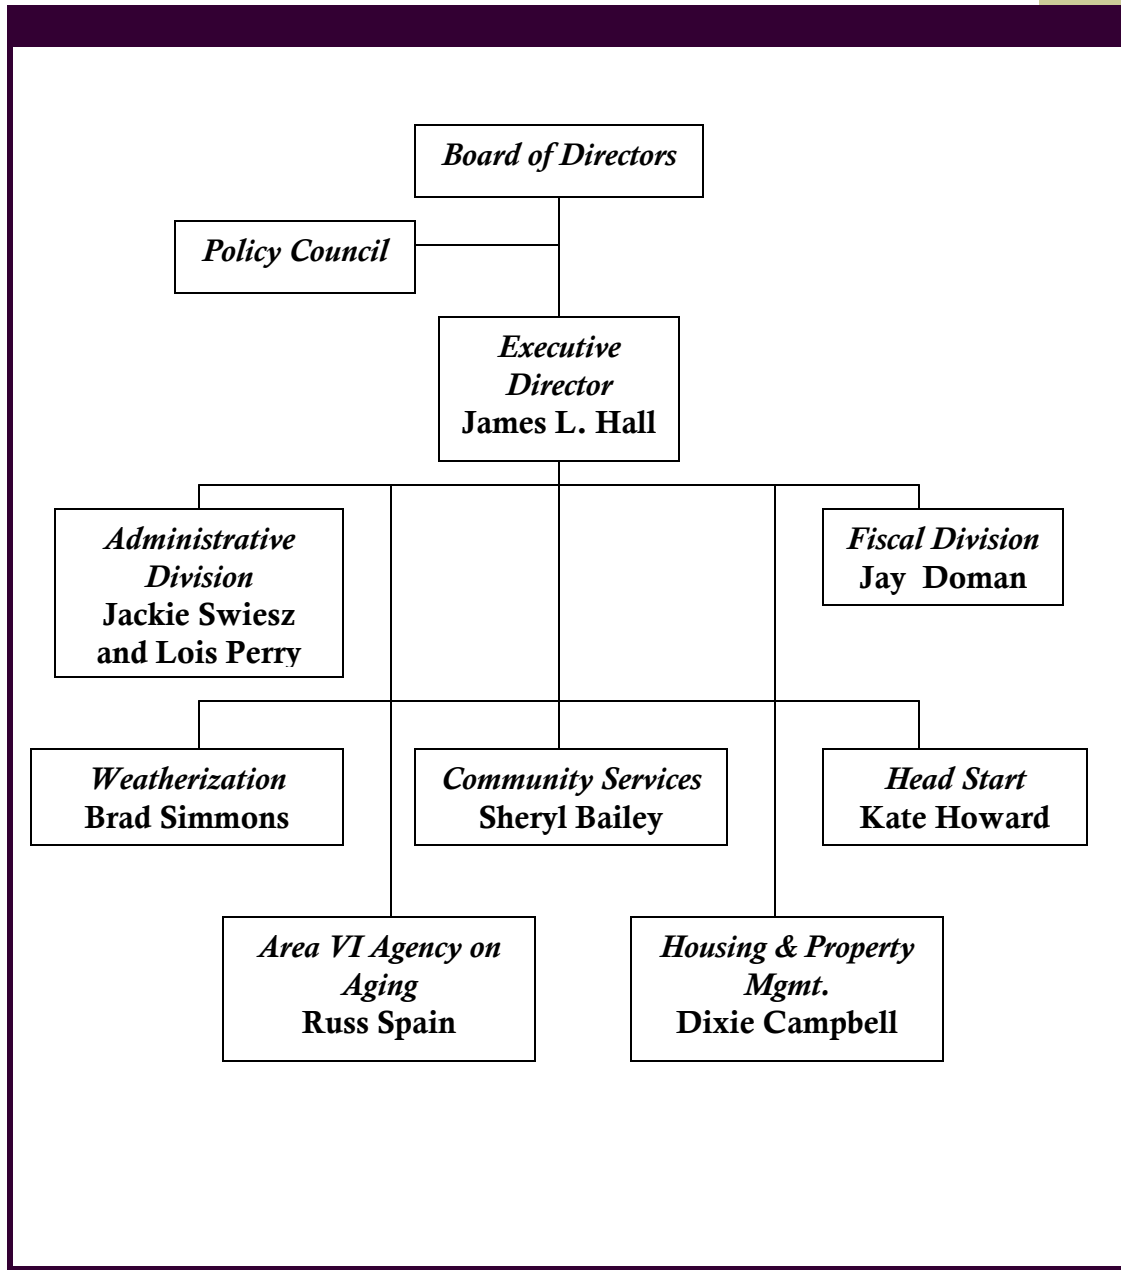 Board of Directors
Policy Council
Executive
Director
James L. Hall
Administrative
Division
Jackie Swiesz
and Lois Perry
Fiscal Division
Jay Doman
Weatherization
Brad Simmons
Community Services
Sheryl Bailey
Head Start
Kate Howard
Area VI Agency on
Aging
Russ Spain
Housing & Property
Mgmt.
Dixie Campbell